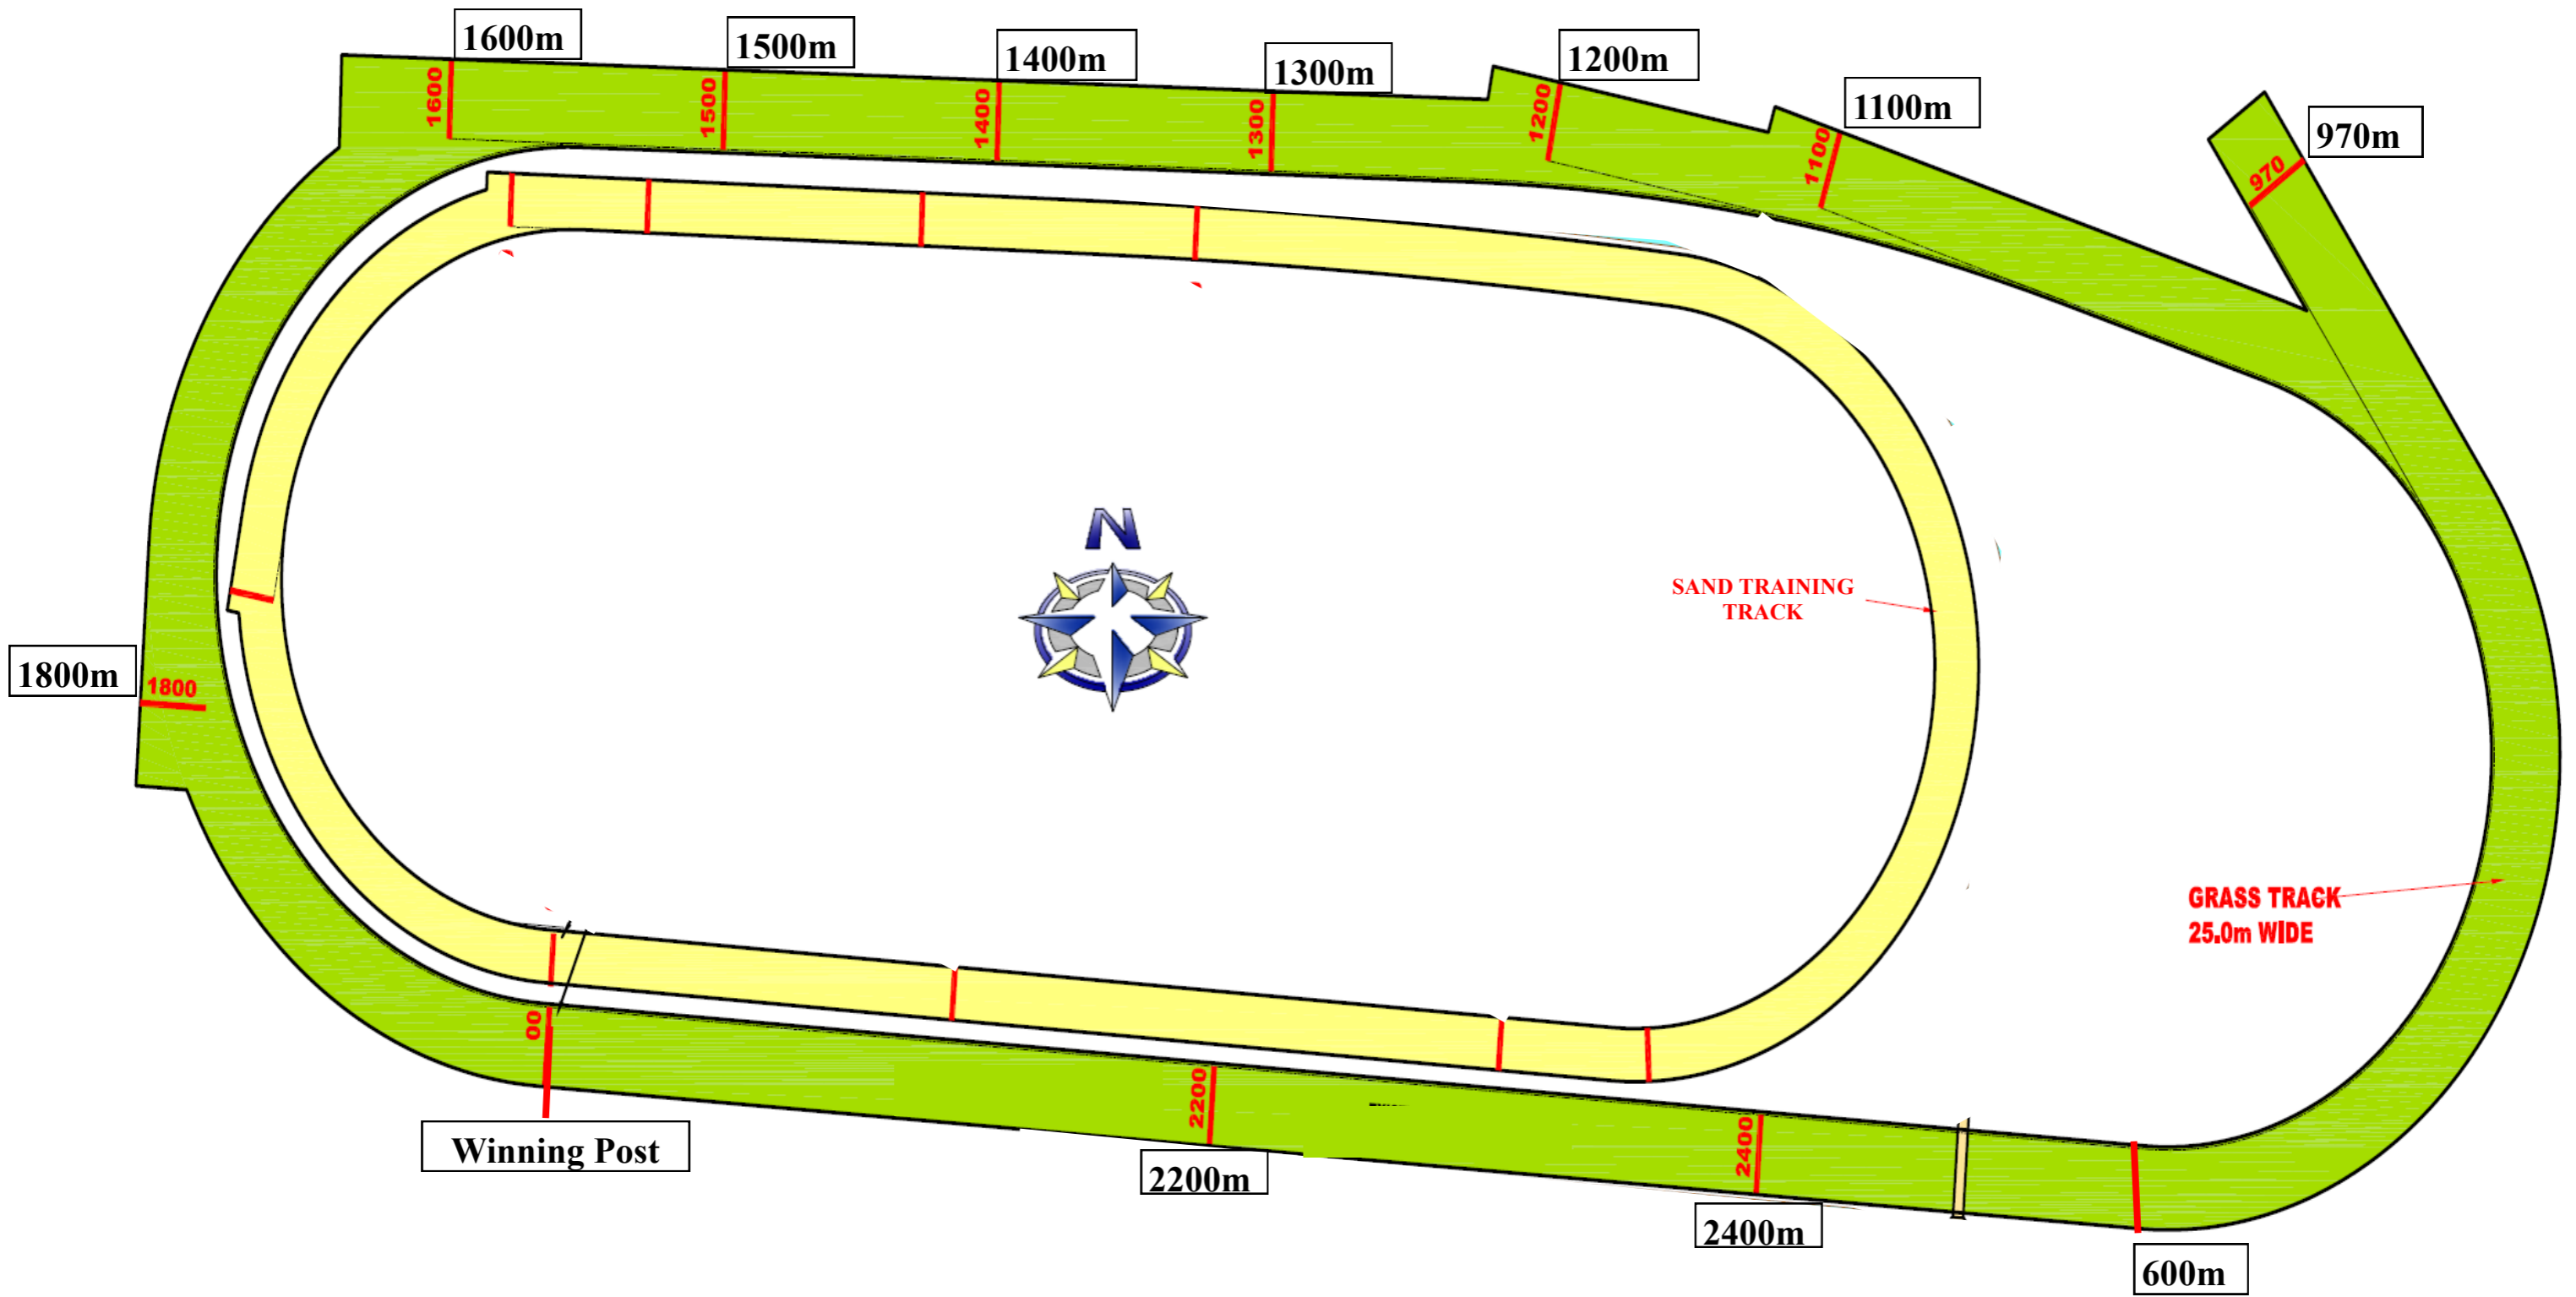 1600m
1500m
1400m
1300m
1200m
1100m
970m
1600
1500
1400
1300
1200
1100
970
N
SAND TRAINING
TRACK
1800m
1800
GRASS TRACK
25.0m WIDE
00
2200
2400
Winning Post
2200m
2400m
600m